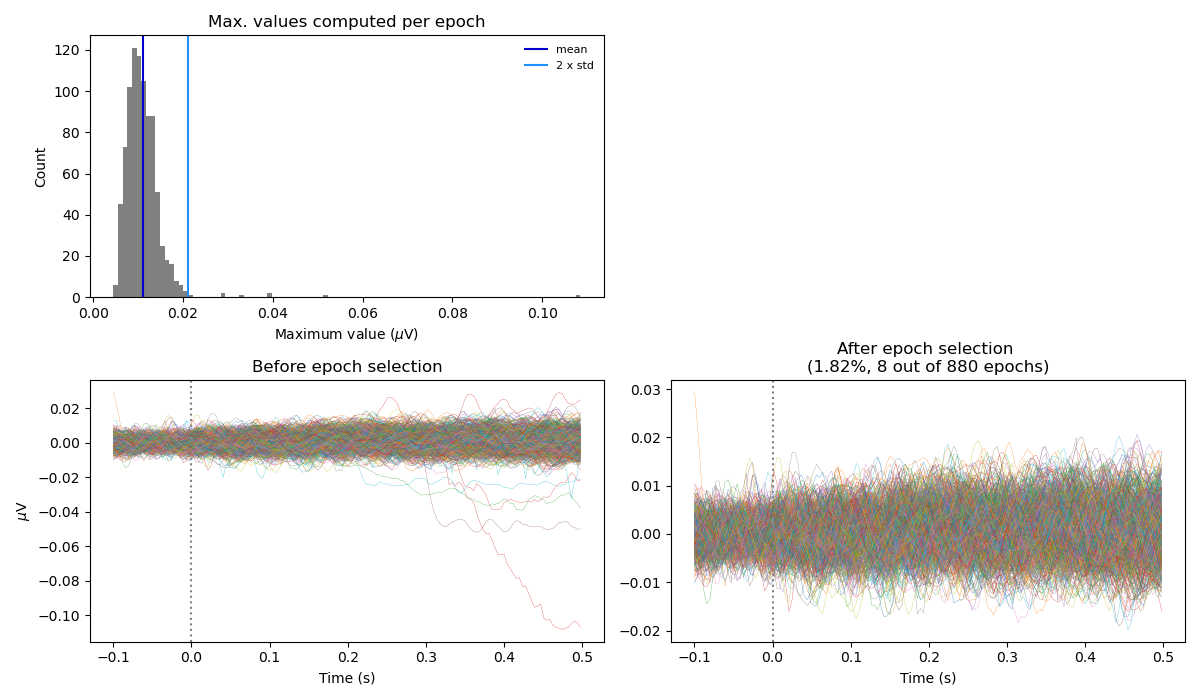 Max. values computed per epoch
mean
2 x std
Count
120
100
80
60
40
20
0
0.00 0.02 0.04 0.06 0.08 0.10
Maximum value (μV)
Before epoch selection
μV
0.02
0.00
−0.02
−0.04
−0.06
−0.08
−0.10
−0.1 0.0 0.1 0.2 0.3 0.4 0.5
Time (s)
After epoch selection
(1.82%, 8 out of 880 epochs)
0.03
0.02
0.01
0.00
−0.01
−0.02
−0.1 0.0 0.1 0.2 0.3 0.4 0.5
Time (s)